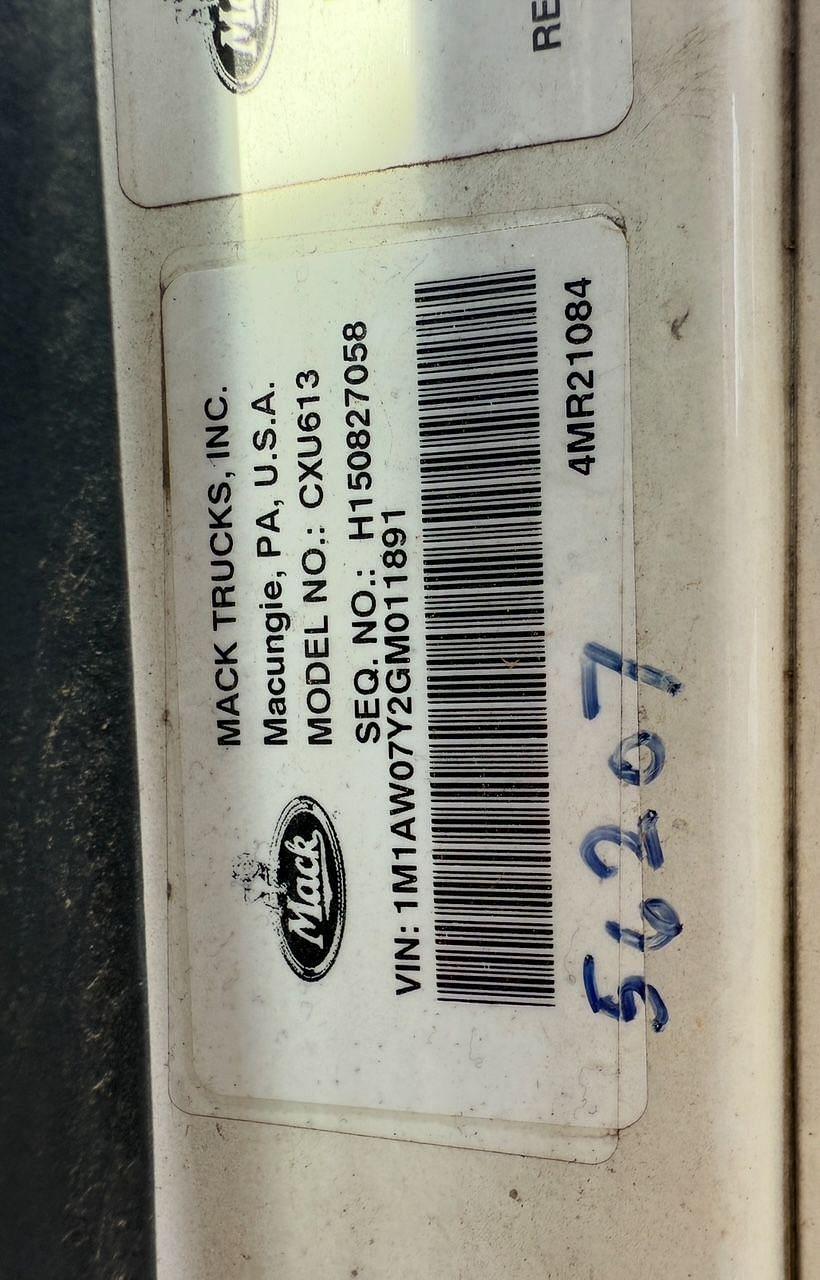 MACK TRUCKS, INC.
Macungie, PA, U.S.A.
MODEL NO.: CXU613
SEQ. NO.: H150827058
VIN: 1M1AW07Y2GM011891
Mack
4MR21084
56207
RE